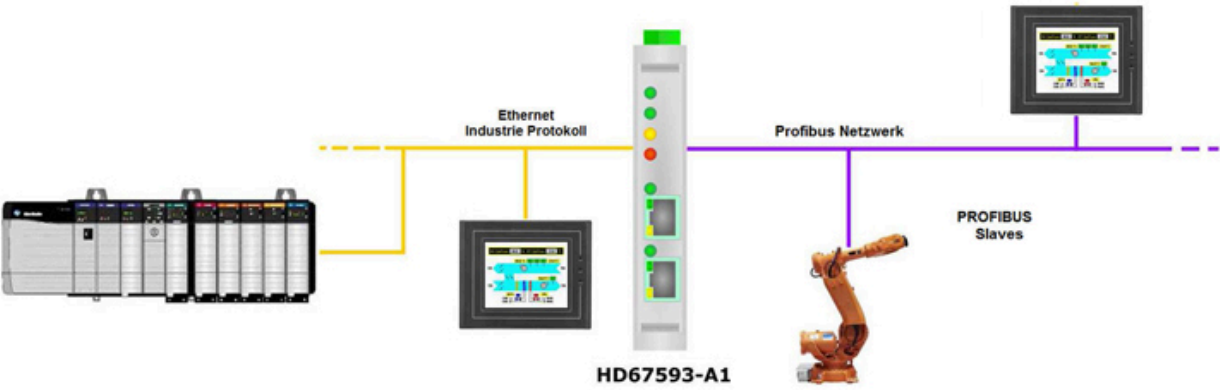 Ethernet
Industrie Protokoll
Profibus Netzwerk
PROFIBUS
Slaves
HD67593-A1